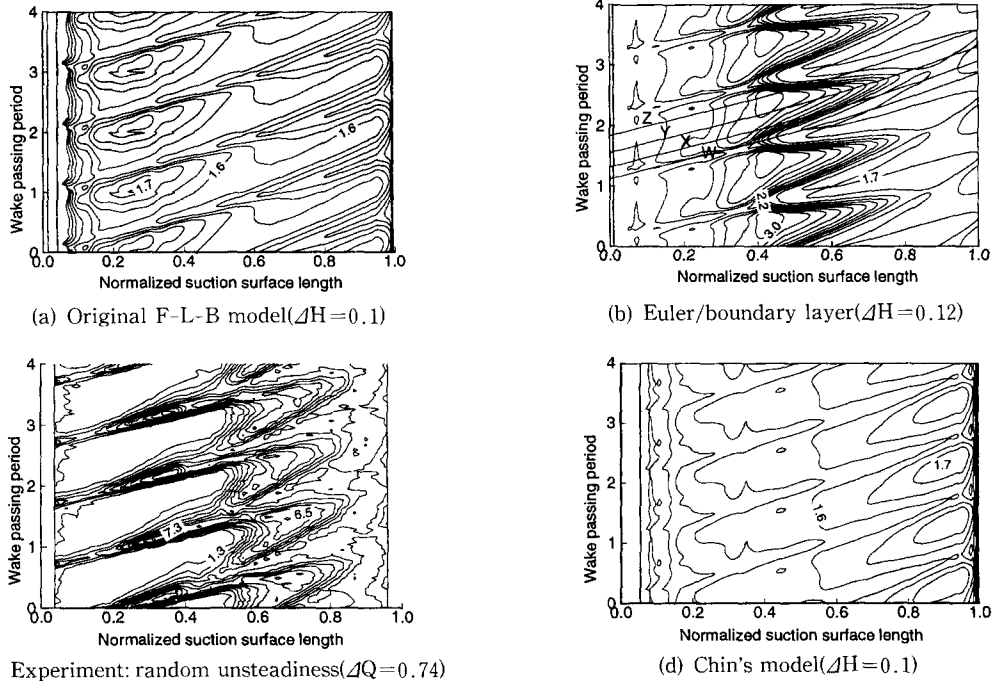 Wake passing period
4
3
2
1
0
1.7
1.6
1.6
0.0 0.2 0.4 0.6 0.8 1.0
Normalized suction surface length
(a) Original F-L-B model(ΔH=0.1)
Wake passing period
4
3
2
1
0
Z
Y
X
W
2.2
3.0
1.7
0.0 0.2 0.4 0.6 0.8 1.0
Normalized suction surface length
(b) Euler/boundary layer(ΔH=0.12)
Wake passing period
4
3
2
1
0
7.3
1.3
6.5
0.0 0.2 0.4 0.6 0.8 1.0
Normalized suction surface length
Experiment: random unsteadiness(ΔQ=0.74)
Wake passing period
4
3
2
1
0
1.6
1.7
0.0 0.2 0.4 0.6 0.8 1.0
Normalized suction surface length
(d) Chin's model(ΔH=0.1)